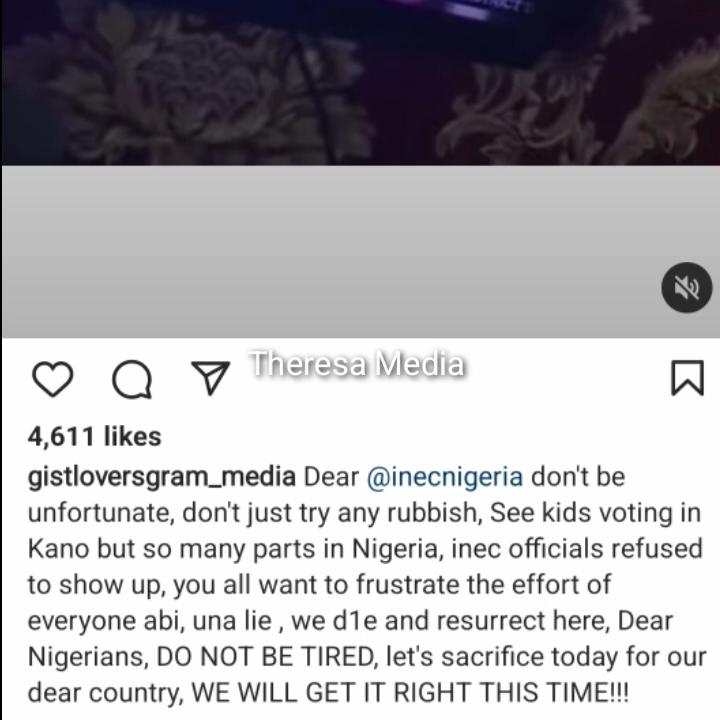 Theresa Media
4,611 likes
gistloversgram_media Dear @inecnigeria don't be
unfortunate, don't just try any rubbish, See kids voting in
Kano but so many parts in Nigeria, inec officials refused
to show up, you all want to frustrate the effort of
everyone abi, una lie , we d1e and resurrect here, Dear
Nigerians, DO NOT BE TIRED, let's sacrifice today for our
dear country, WE WILL GET IT RIGHT THIS TIME!!!